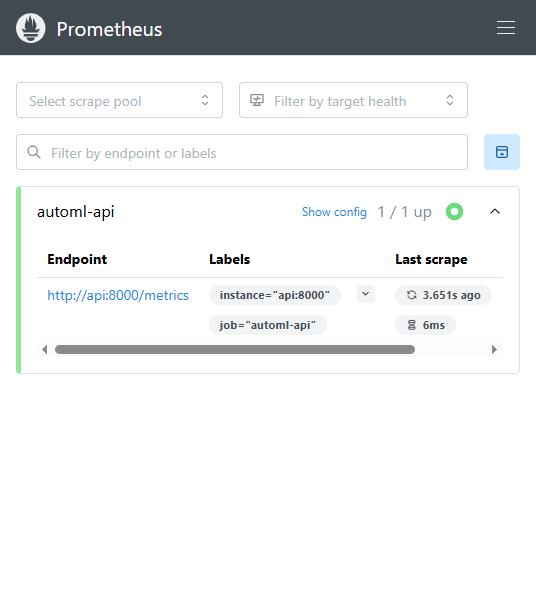 Prometheus
Select scrape pool
Filter by target health
Filter by endpoint or labels
automl-api
Show config
1 / 1 up
Endpoint Labels Last scrape
http://api:8000/metrics instance="api:8000" 3.651s ago
job="automl-api" 6ms